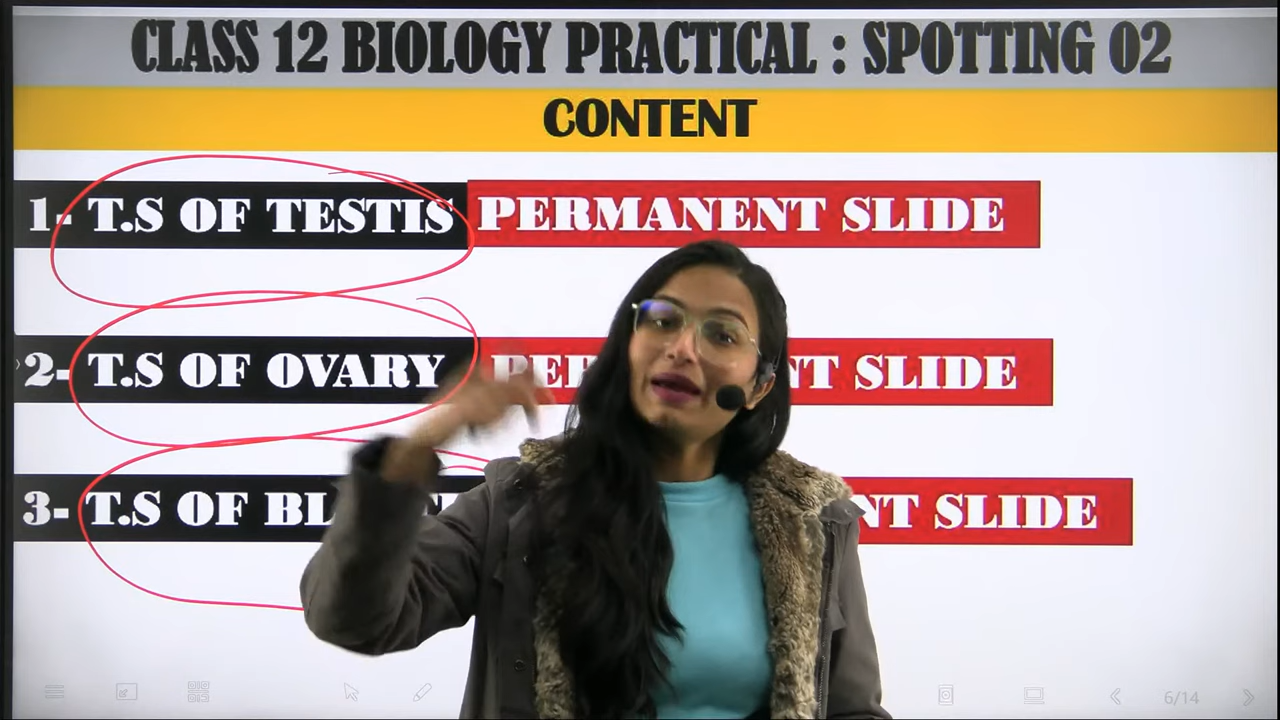 CLASS 12 BIOLOGY PRACTICAL : SPOTTING 02
CONTENT
1- T.S OF TESTIS PERMANENT SLIDE
2- T.S OF OVARY SLIDE
3- T.S OF SLIDE
6/14